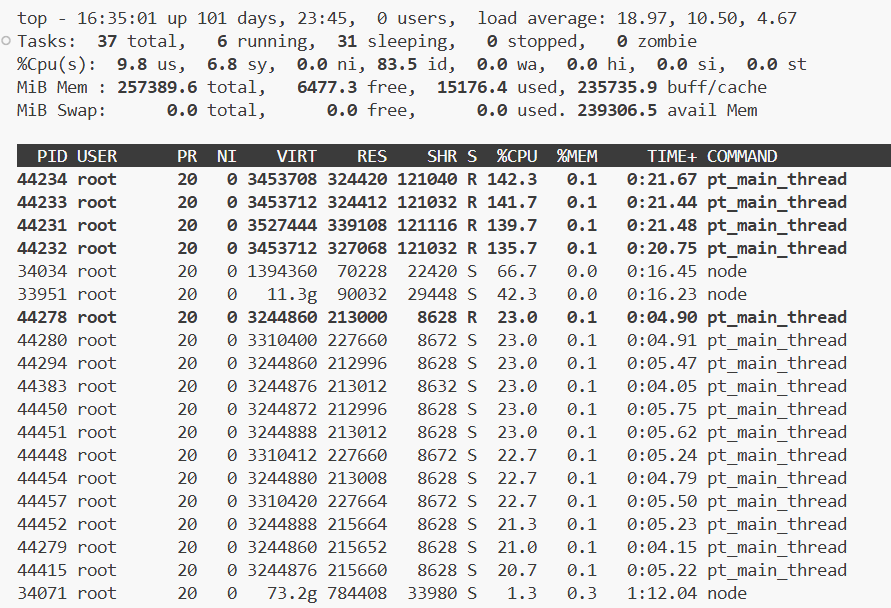 top - 16:35:01 up 101 days, 23:45,  0 users,  load average: 18.97, 10.50, 4.67
Tasks:  37 total,   6 running,  31 sleeping,   0 stopped,   0 zombie
%Cpu(s):  9.8 us,  6.8 sy,  0.0 ni, 83.5 id,  0.0 wa,  0.0 hi,  0.0 si,  0.0 st
MiB Mem : 257389.6 total,   6477.3 free,  15176.4 used, 235735.9 buff/cache
MiB Swap:      0.0 total,      0.0 free,      0.0 used. 239306.5 avail Mem
  PID USER      PR  NI    VIRT    RES    SHR S  %CPU  %MEM     TIME+ COMMAND
44234 root      20   0 3453708 324420 121040 R 142.3   0.1   0:21.67 pt_main_thread
44233 root      20   0 3453712 324412 121032 R 141.7   0.1   0:21.44 pt_main_thread
44231 root      20   0 3527444 339108 121116 R 139.7   0.1   0:21.48 pt_main_thread
44232 root      20   0 3453712 327068 121032 R 135.7   0.1   0:20.75 pt_main_thread
34034 root      20   0 1394360  70228  22420 S  66.7   0.0   0:16.45 node
33951 root      20   0   11.3g  90032  29448 S  42.3   0.0   0:16.23 node
44278 root      20   0 3244860 213000   8628 R  23.0   0.1   0:04.90 pt_main_thread
44280 root      20   0 3310400 227660   8672 S  23.0   0.1   0:04.91 pt_main_thread
44294 root      20   0 3244860 212996   8628 S  23.0   0.1   0:05.47 pt_main_thread
44383 root      20   0 3244876 213012   8632 S  23.0   0.1   0:04.05 pt_main_thread
44450 root      20   0 3244872 212996   8628 S  23.0   0.1   0:05.75 pt_main_thread
44451 root      20   0 3244888 213012   8628 S  23.0   0.1   0:05.62 pt_main_thread
44448 root      20   0 3310412 227660   8672 S  22.7   0.1   0:05.24 pt_main_thread
44454 root      20   0 3244880 213008   8628 S  22.7   0.1   0:04.79 pt_main_thread
44457 root      20   0 3310420 227664   8672 S  22.7   0.1   0:05.50 pt_main_thread
44452 root      20   0 3244888 215664   8628 S  21.3   0.1   0:05.23 pt_main_thread
44279 root      20   0 3244860 215652   8628 S  21.0   0.1   0:04.15 pt_main_thread
44415 root      20   0 3244876 215660   8628 S  20.7   0.1   0:05.22 pt_main_thread
34071 root      20   0   73.2g 784408  33980 S   1.3   0.3   1:12.04 node